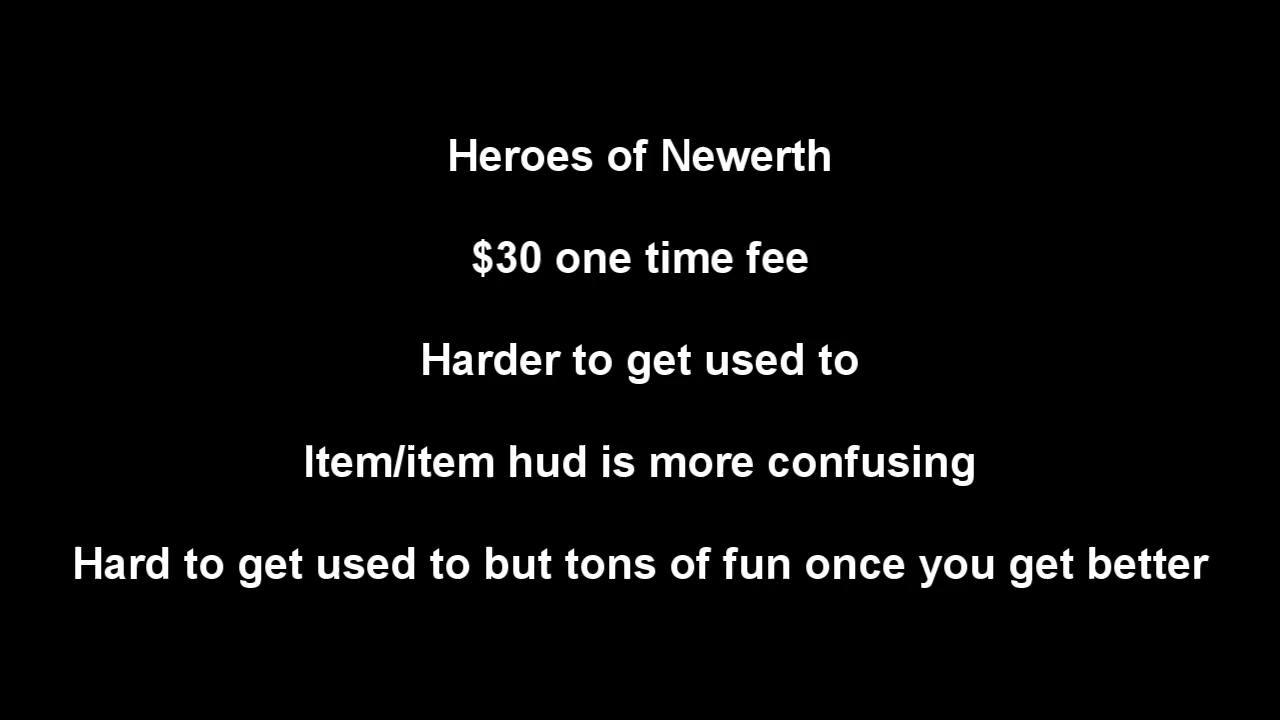 Heroes of Newerth
$30 one time fee
Harder to get used to
Item/item hud is more confusing
Hard to get used to but tons of fun once you get better